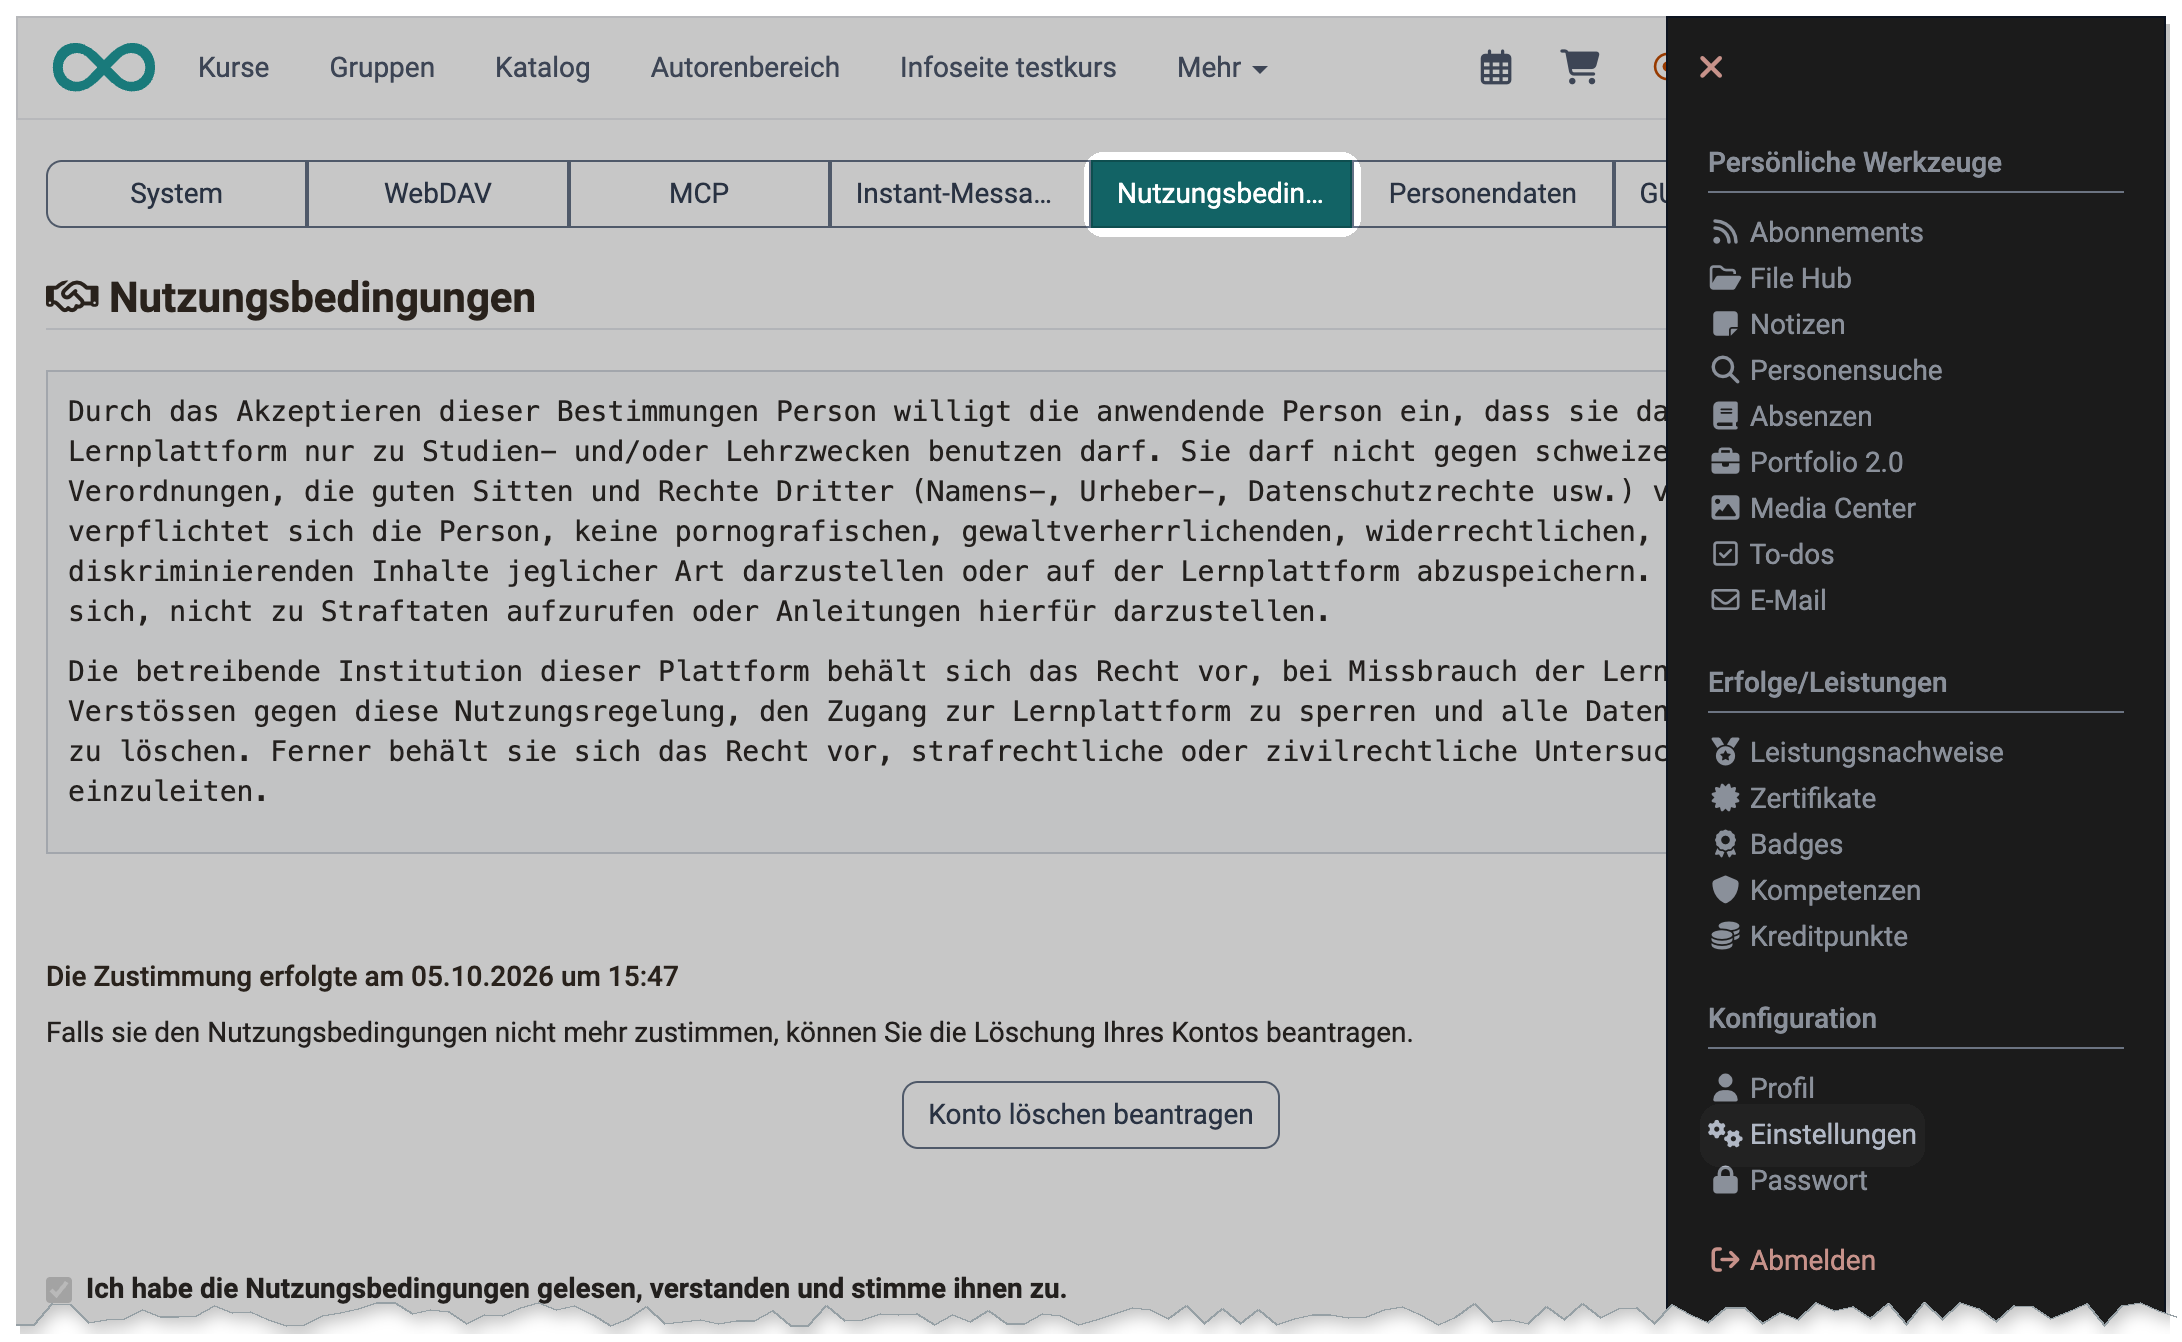 Kurse Gruppen Katalog Autorenbereich Infoseite testkurs Mehr
System WebDAV MCP Instant-Messa... Nutzungsbedin... Personendaten
Nutzungsbedingungen
Durch das Akzeptieren dieser Bestimmungen Person willigt die anwendende Person ein, dass sie
Lernplattform nur zu Studien- und/oder Lehrzwecken benutzen darf. Sie darf nicht gegen
Verordnungen, die guten Sitten und Rechte Dritter (Namens-, Urheber-, Datenschutzrechte usw.)
verpflichtet sich die Person, keine pornografischen, gewaltverherrlichenden, widerrechtlichen,
diskriminierenden Inhalte jeglicher Art darzustellen oder auf der Lernplattform abzuspeichern.
sich, nicht zu Straftaten aufzurufen oder Anleitungen hierfür darzustellen.
Die betreibende Institution dieser Plattform behält sich das Recht vor, bei Missbrauch der
Verstössen gegen diese Nutzungsregelung, den Zugang zur Lernplattform zu sperren und alle Daten
zu löschen. Ferner behält sie sich das Recht vor, strafrechtliche oder zivilrechtliche
einzuleiten.
Die Zustimmung erfolgte am 05.10.2026 um 15:47
Falls sie den Nutzungsbedingungen nicht mehr zustimmen, können Sie die Löschung Ihres Kontos beantragen.
Konto löschen beantragen
Ich habe die Nutzungsbedingungen gelesen, verstanden und stimme ihnen zu.
Persönliche Werkzeuge
Abonnements
File Hub
Notizen
Personensuche
Absenzen
Portfolio 2.0
Media Center
To-dos
E-Mail
Erfolge/Leistungen
Leistungsnachweise
Zertifikate
Badges
Kompetenzen
Kreditpunkte
Konfiguration
Profil
Einstellungen
Passwort
Abmelden